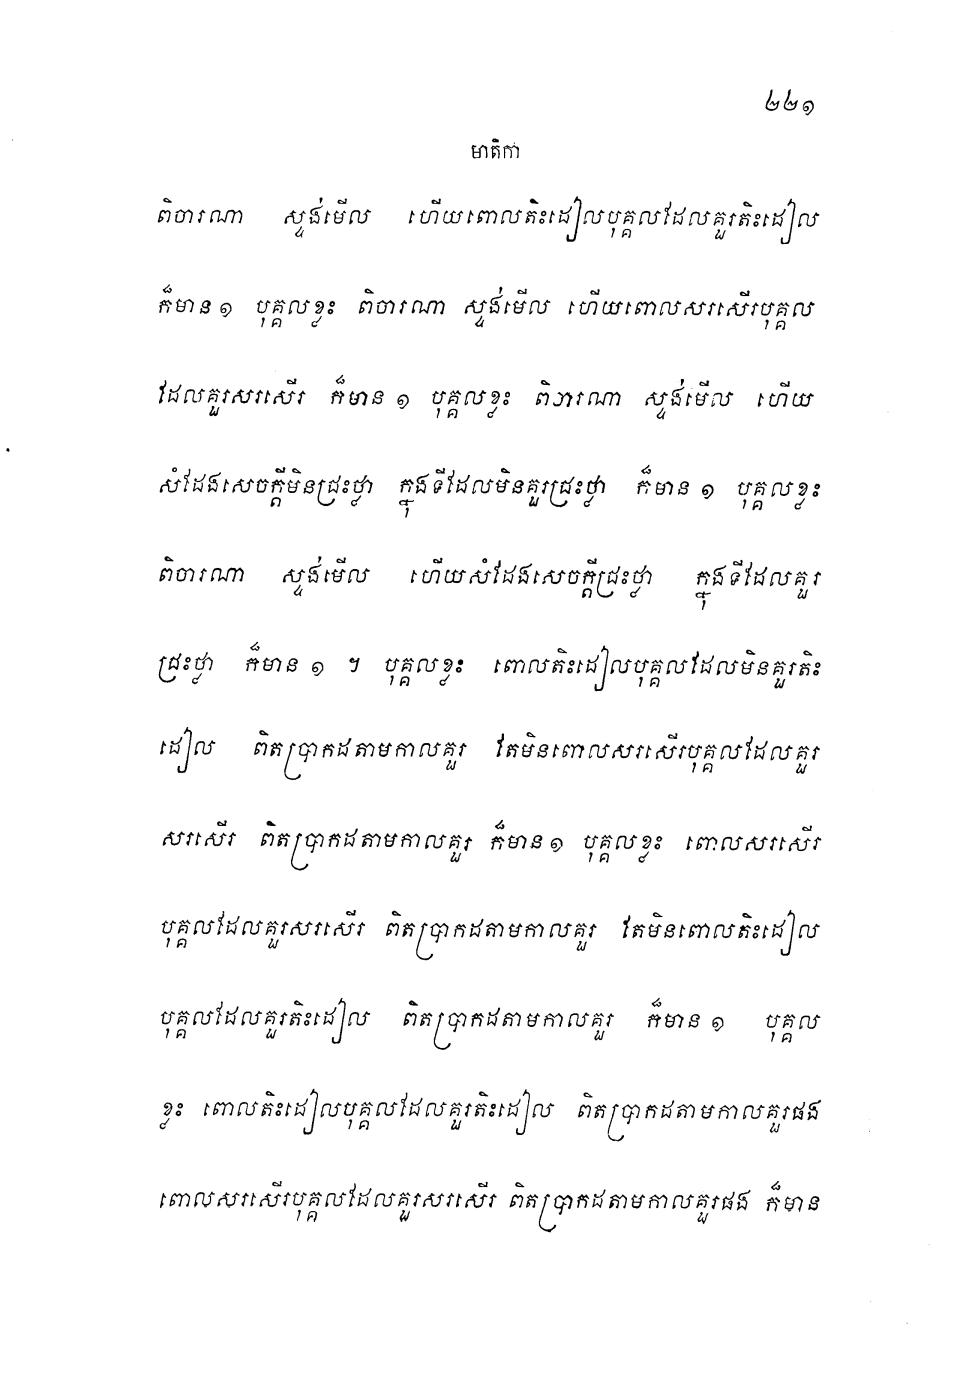 ២២១
មាតិកា
ពិចារណា ស្ទង់មើល ហើយពោលតិះដៀលបុគ្គលដែលគួរតិះដៀល
ក៏មាន ១ បុគ្គលខ្លះ ពិចារណា ស្ទង់មើល ហើយពោលសរសើរបុគ្គល
ដែលគួរសរសើរ ក៏មាន ១ បុគ្គលខ្លះ ពិចារណា ស្ទង់មើល ហើយ
សំដែងសេចក្តីមិនជ្រះថ្លា ក្នុងទីដែលមិនគួរជ្រះថ្លា ក៏មាន ១ បុគ្គលខ្លះ
ពិចារណា ស្ទង់មើល ហើយសំដែងសេចក្តីជ្រះថ្លា ក្នុងទីដែលគួរ
ជ្រះថ្លា ក៏មាន ១ ។ បុគ្គលខ្លះ ពោលតិះដៀលបុគ្គលដែលមិនគួរតិះ
ដៀល ពិតប្រាកដតាមកាលគួរ តែមិនពោលសរសើរបុគ្គលដែលគួរ
សរសើរ ពិតប្រាកដតាមកាលគួរ ក៏មាន ១ បុគ្គលខ្លះ ពោលសរសើរ
បុគ្គលដែលគួរសរសើរ ពិតប្រាកដតាមកាលគួរ តែមិនពោលតិះដៀល
បុគ្គលដែលគួរតិះដៀល ពិតប្រាកដតាមកាលគួរ ក៏មាន ១ បុគ្គល
ខ្លះ ពោលតិះដៀលបុគ្គលដែលគួរតិះដៀល ពិតប្រាកដតាមកាលគួរផង
ពោលសរសើរបុគ្គលដែលគួរសរសើរ ពិតប្រាកដតាមកាលគួរផង ក៏មាន